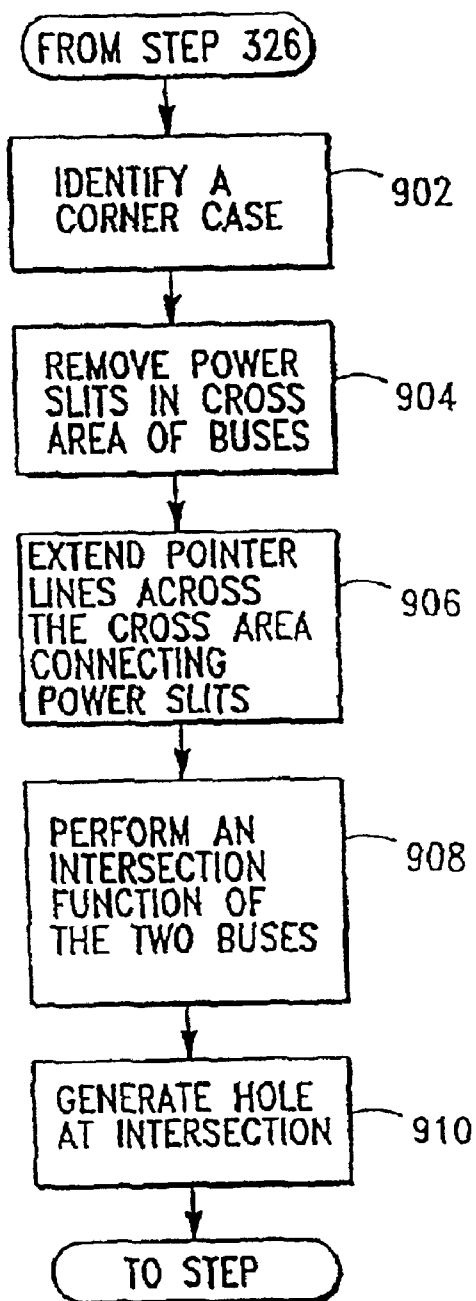 FROM STEP 326
IDENTIFY A
CORNER CASE
902
REMOVE POWER
SLITS IN CROSS
AREA OF BUSES
904
EXTEND POINTER
LINES ACROSS
THE CROSS AREA
CONNECTING
POWER SLITS
906
PERFORM AN
INTERSECTION
FUNCTION OF
THE TWO BUSES
908
GENERATE HOLE
AT INTERSECTION
910
TO STEP